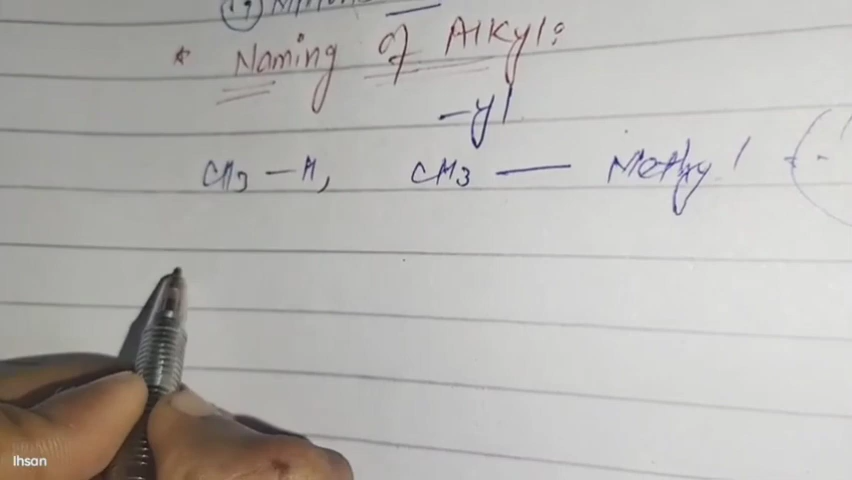 * Naming of Alkyl:
-yl
CH3 — H, CH3 — Methyl
Ihsan